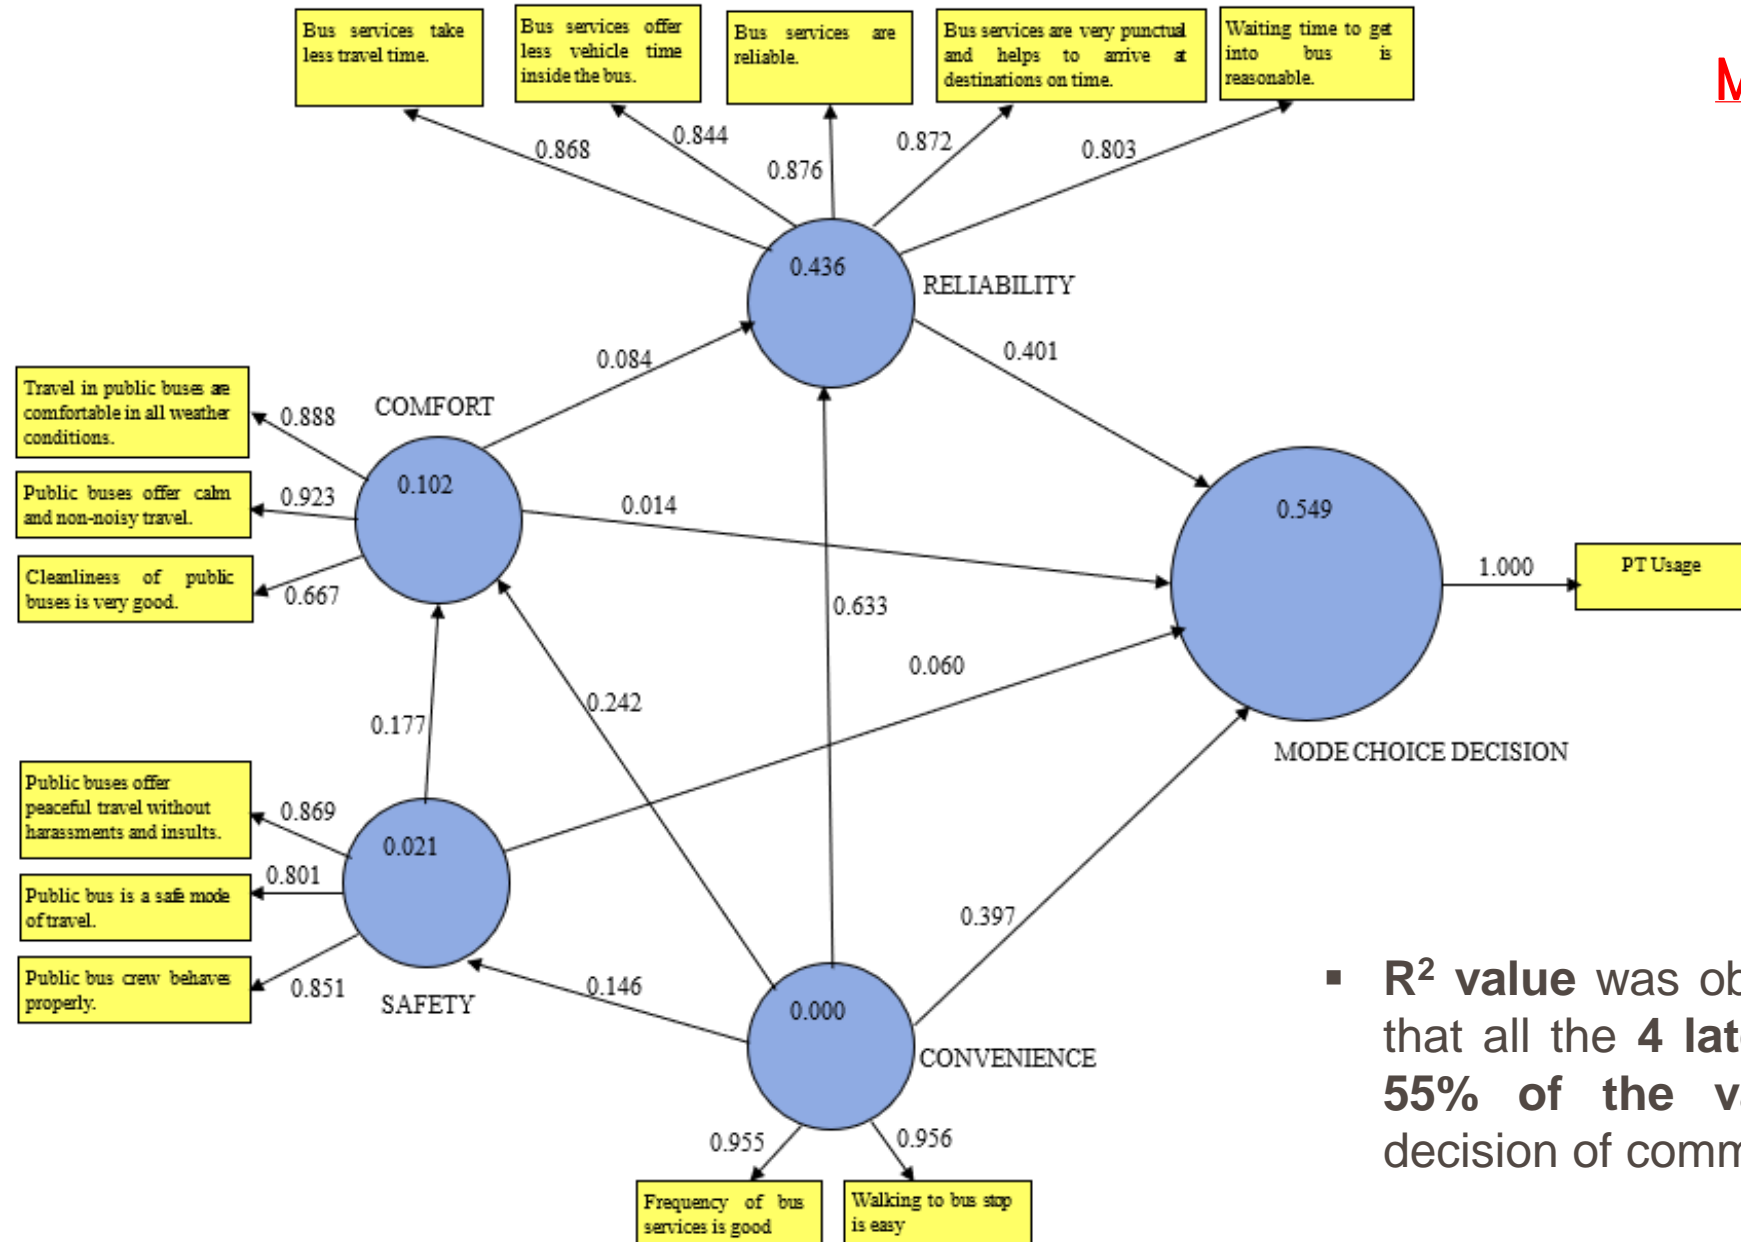 Bus services take
less travel time.
Bus services offer
less vehicle time
inside the bus.
Bus services are
reliable.
Bus services are very punctual
and helps to arrive at
destinations on time.
Waiting time to get
into bus is
reasonable.
M
0.868
0.844
0.876
0.872
0.803
0.436
RELIABILITY
0.084
0.401
Travel in public buses are
comfortable in all weather
conditions.
0.888
COMFORT
0.102
Public buses offer calm
and non-noisy travel.
0.923
0.014
0.549
Cleanliness of public
buses is very good.
0.667
0.633
1.000
PT Usage
0.060
0.242
0.177
MODE CHOICE DECISION
Public buses offer
peaceful travel without
harassments and insults.
0.869
0.021
Public bus is a safe mode
of travel.
0.801
0.397
Public bus crew behaves
properly.
0.851
SAFETY
0.146
0.000
CONVENIENCE
0.955
0.956
Frequency of bus
services is good
Walking to bus stop
is easy
▪ R² value was ob
that all the 4 lat
55% of the va
decision of comm